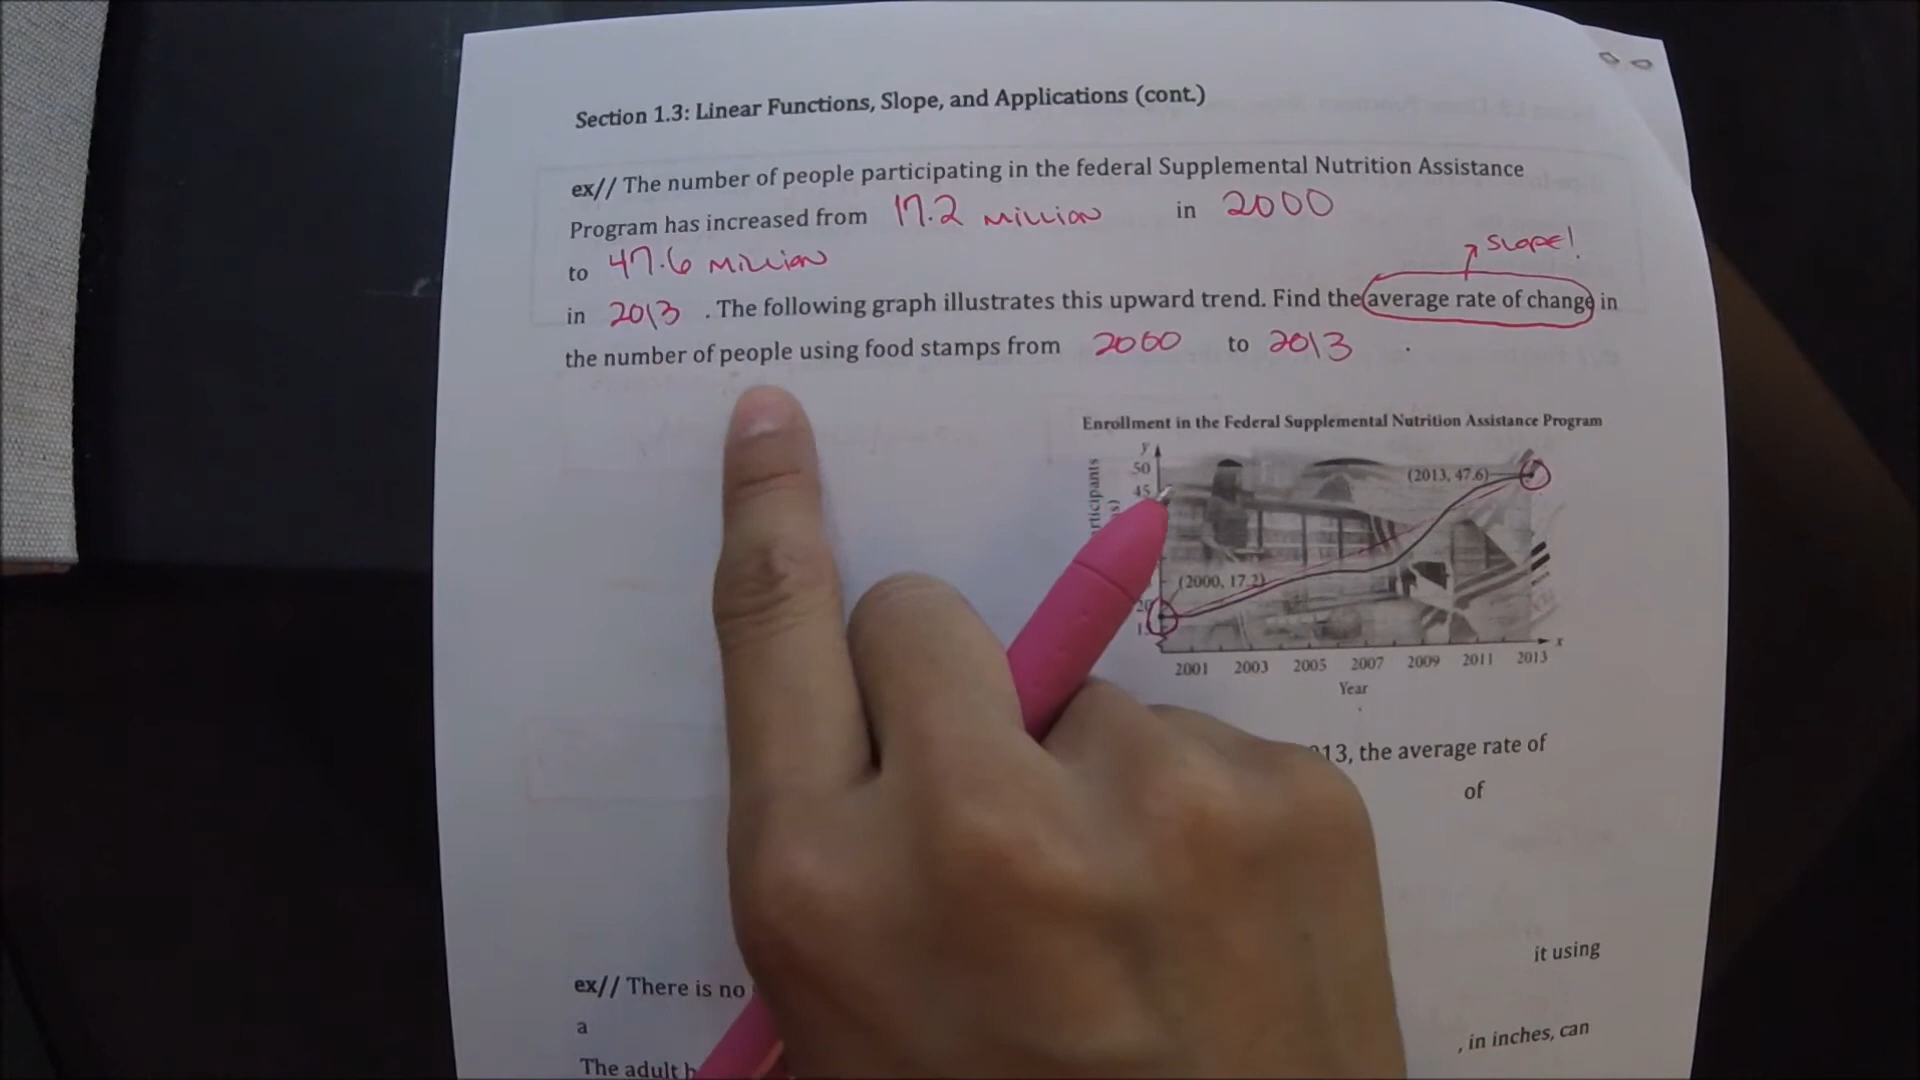 Section 1.3: Linear Functions, Slope, and Applications (cont.)
ex// The number of people participating in the federal Supplemental Nutrition Assistance
Program has increased from 17.2 million in 2000
slope!
to 47.6 million
in 2013 . The following graph illustrates this upward trend. Find the average rate of change in
the number of people using food stamps from 2000 to 2013 .
Enrollment in the Federal Supplemental Nutrition Assistance Program
y
50
45
(2013, 47.6)
(2000, 17.2)
20
x
2001 2003 2005 2007 2009 2011 2013
Year
13, the average rate of
of
it using
ex// There is no
a
, in inches, can
The adult